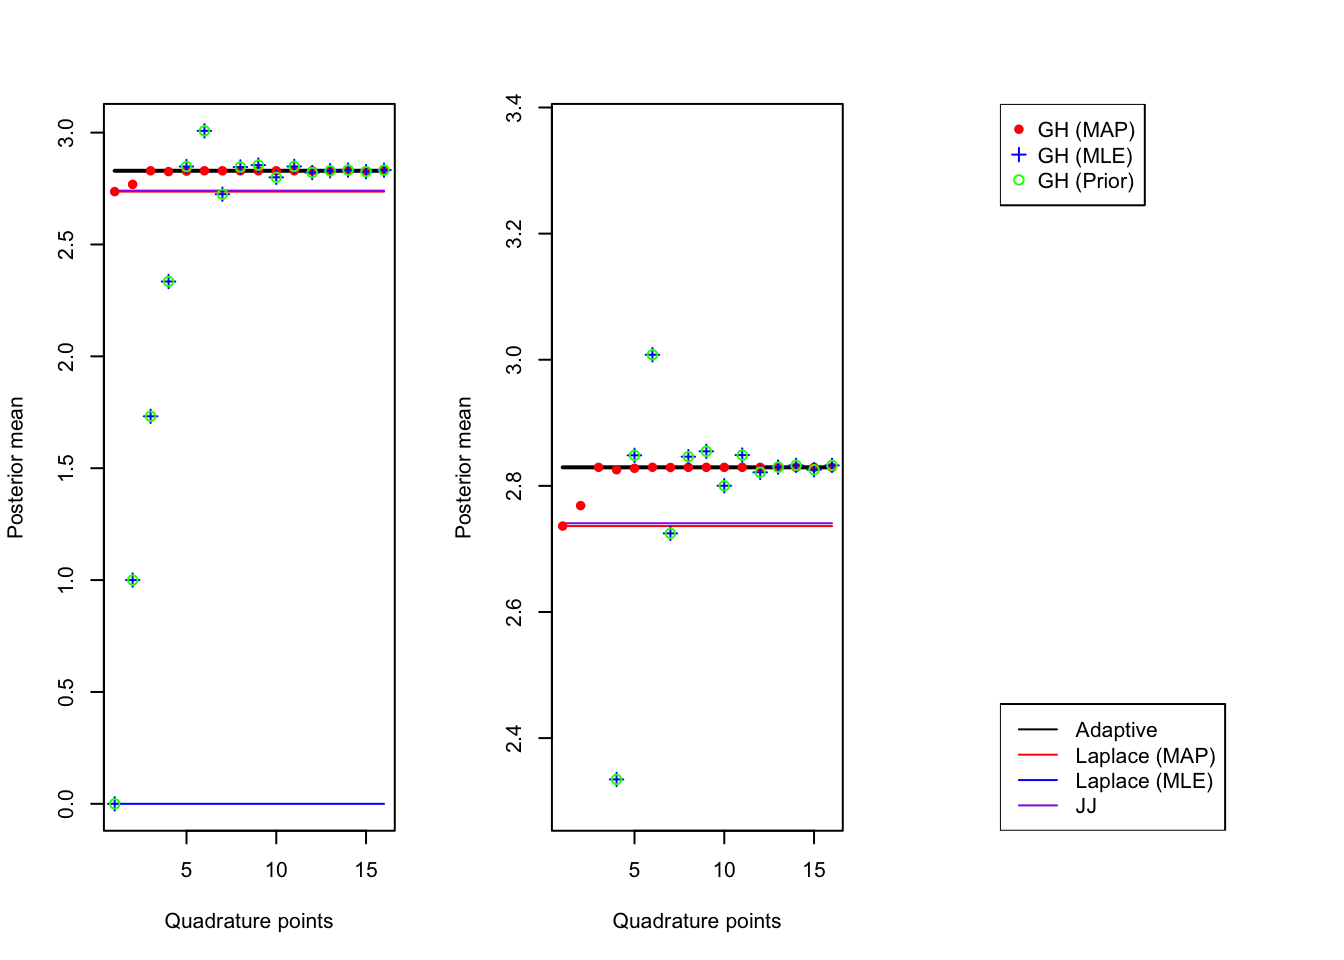 Posterior mean
3.0
2.5
2.0
1.5
1.0
0.5
0.0
5
10
15
Quadrature points
Posterior mean
3.4
3.2
3.0
2.8
2.6
2.4
5
10
15
Quadrature points
GH (MAP)
GH (MLE)
GH (Prior)
Adaptive
Laplace (MAP)
Laplace (MLE)
JJ